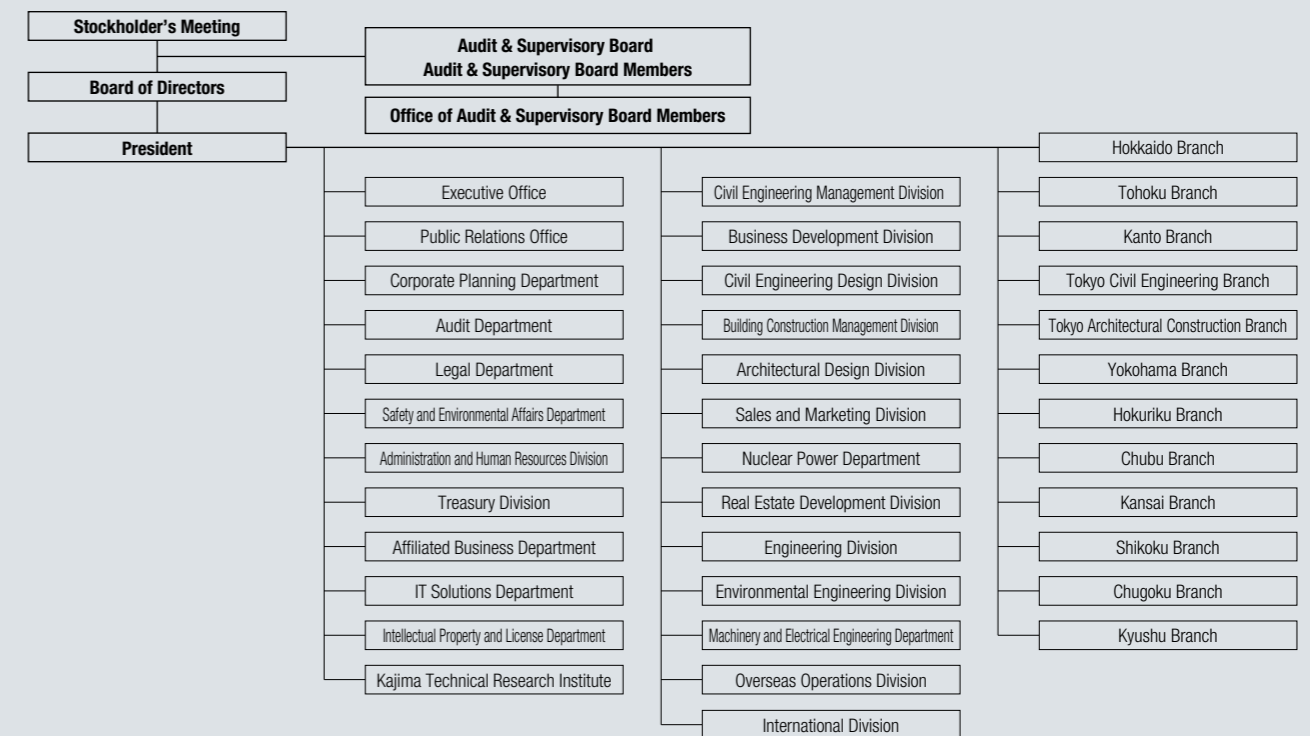 Stockholder's Meeting
Audit & Supervisory Board
Audit & Supervisory Board Members
Board of Directors
Office of Audit & Supervisory Board Members
President
Executive Office
Public Relations Office
Corporate Planning Department
Audit Department
Legal Department
Safety and Environmental Affairs Department
Administration and Human Resources Division
Treasury Division
Affiliated Business Department
IT Solutions Department
Intellectual Property and License Department
Kajima Technical Research Institute
Civil Engineering Management Division
Business Development Division
Civil Engineering Design Division
Building Construction Management Division
Architectural Design Division
Sales and Marketing Division
Nuclear Power Department
Real Estate Development Division
Engineering Division
Environmental Engineering Division
Machinery and Electrical Engineering Department
Overseas Operations Division
International Division
Hokkaido Branch
Tohoku Branch
Kanto Branch
Tokyo Civil Engineering Branch
Tokyo Architectural Construction Branch
Yokohama Branch
Hokuriku Branch
Chubu Branch
Kansai Branch
Shikoku Branch
Chugoku Branch
Kyushu Branch